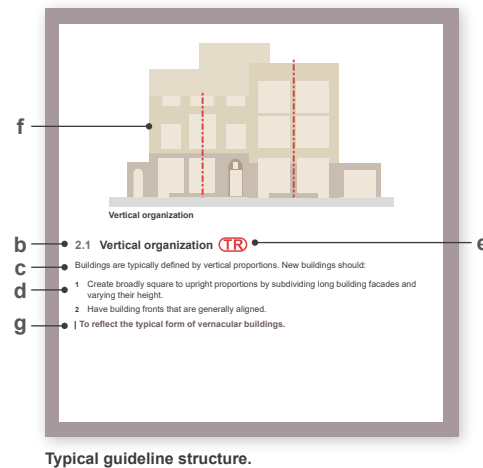 f
Vertical organization
b
2.1 Vertical organization TR
e
c
Buildings are typically defined by vertical proportions. New buildings should:
d
1 Create broadly square to upright proportions by subdividing long building facades and
varying their height.
2 Have building fronts that are generally aligned.
g
| To reflect the typical form of vernacular buildings.
Typical guideline structure.